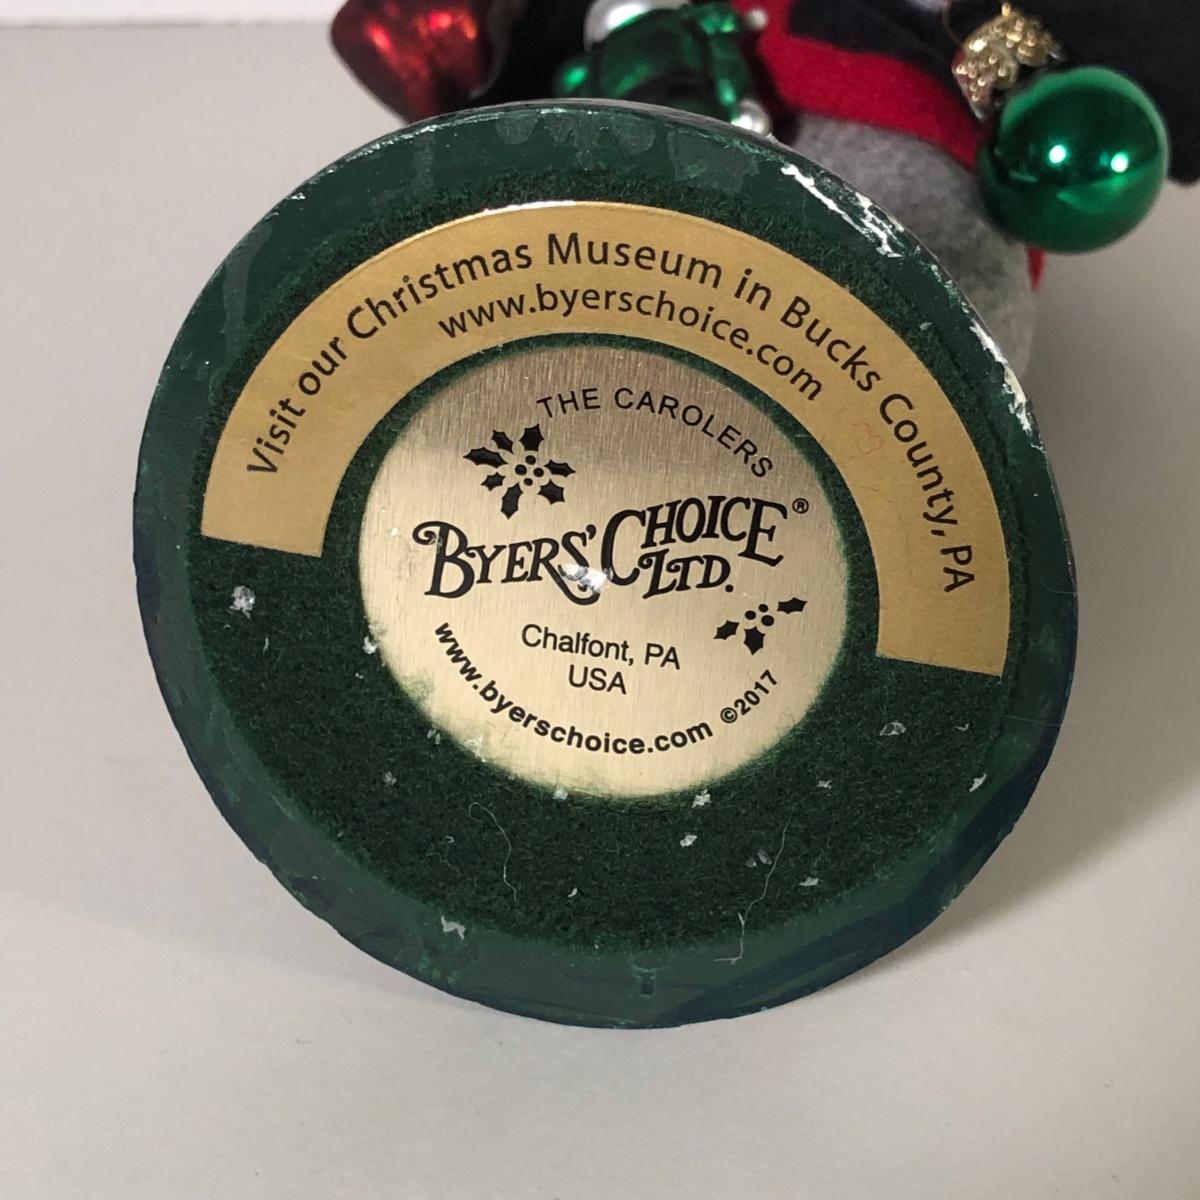 Visit our Christmas Museum in Bucks County, PA
www.byerschoice.com
THE CAROLERS
BYERS' CHOICE®
LTD.
Chalfont, PA
USA
www.byerschoice.com ©2017